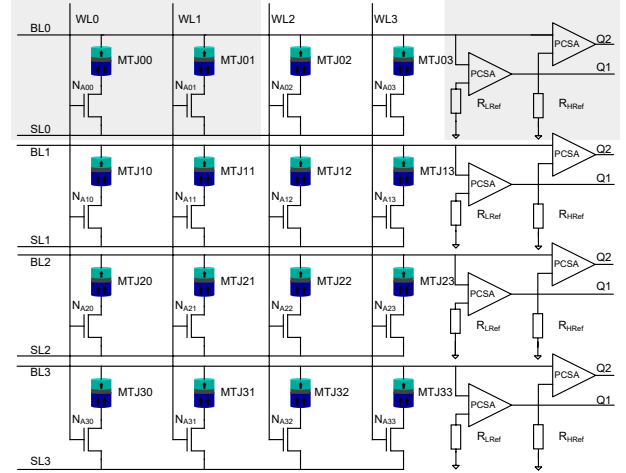 WL0 WL1 WL2 WL3
BL0 PCSA Q2
MTJ00 MTJ01 MTJ02 MTJ03 PCSA Q1
NA00 NA01 NA02 NA03 RLRef RHRef
SL0
BL1 PCSA Q2
MTJ10 MTJ11 MTJ12 MTJ13 PCSA Q1
NA10 NA11 NA12 NA13 RLRef RHRef
SL1
BL2 PCSA Q2
MTJ20 MTJ21 MTJ22 MTJ23 PCSA Q1
NA20 NA21 NA22 NA23 RLRef RHRef
SL2
BL3 PCSA Q2
MTJ30 MTJ31 MTJ32 MTJ33 PCSA Q1
NA30 NA31 NA32 NA33 RLRef RHRef
SL3